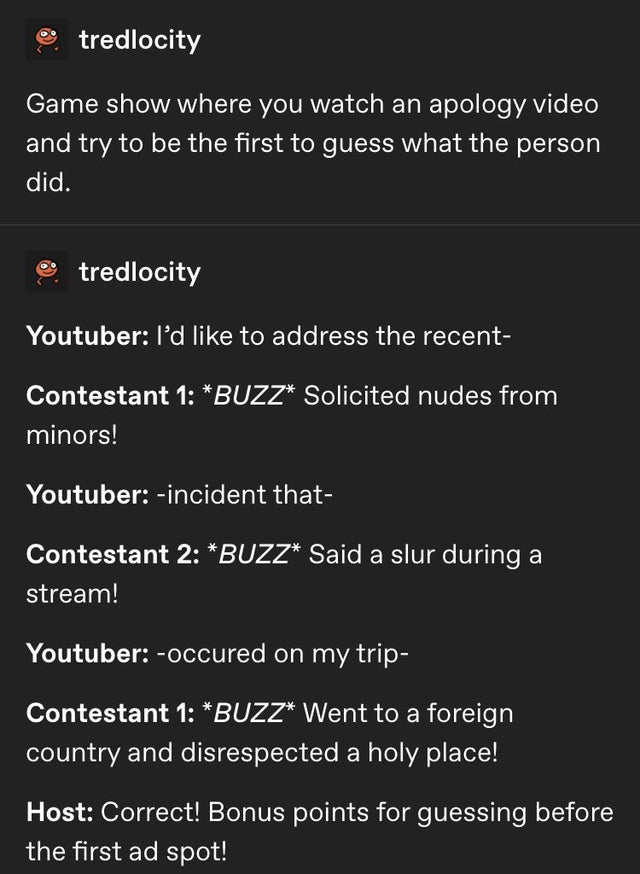 tredlocity
Game show where you watch an apology video
and try to be the first to guess what the person
did.
tredlocity
Youtuber: I'd like to address the recent-
Contestant 1: *BUZZ* Solicited nudes from
minors!
Youtuber: -incident that-
Contestant 2: *BUZZ* Said a slur during a
stream!
Youtuber: -occured on my trip-
Contestant 1: *BUZZ* Went to a foreign
country and disrespected a holy place!
Host: Correct! Bonus points for guessing before
the first ad spot!